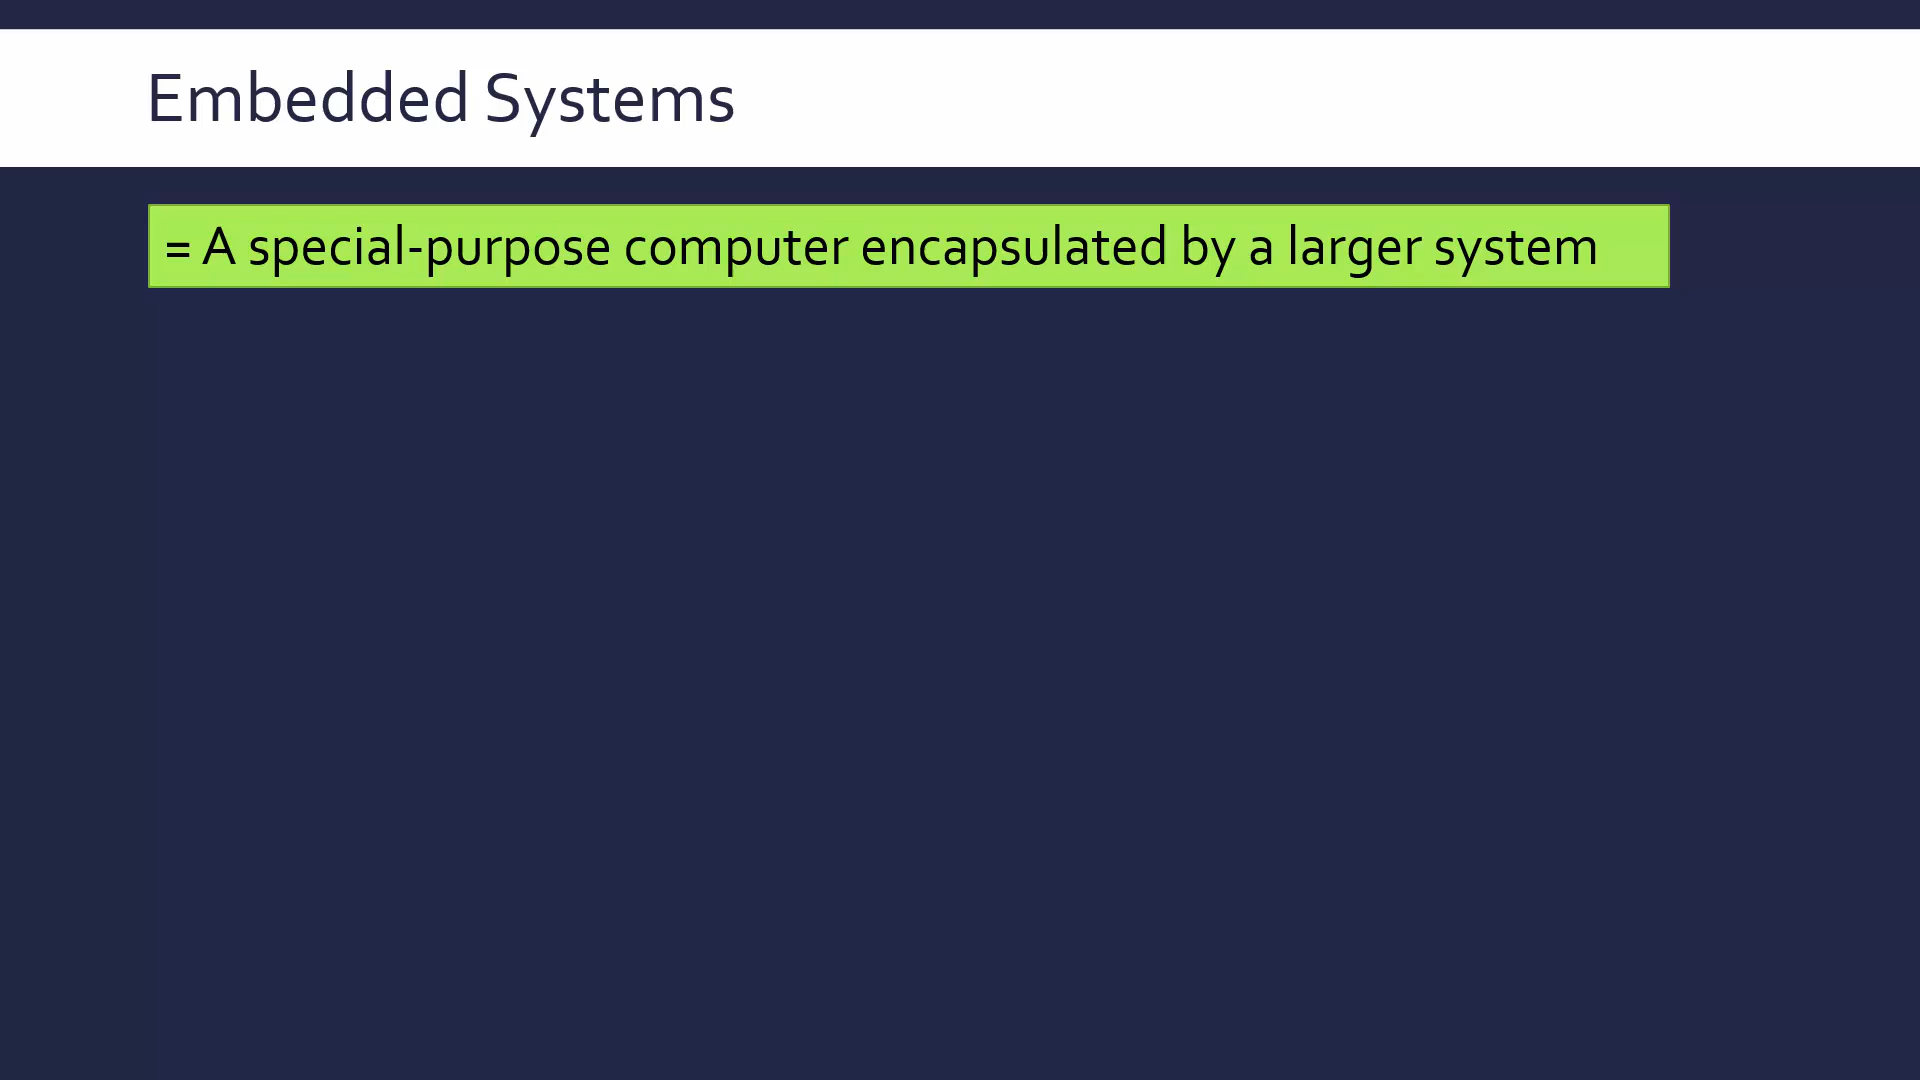 Embedded Systems
= A special-purpose computer encapsulated by a larger system